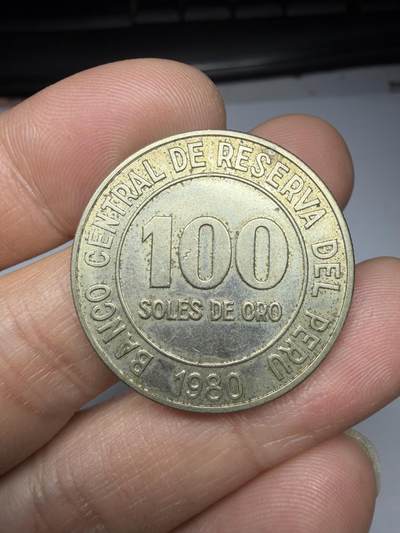 BANCO CENTRAL DE RESERVA DEL PERU
100
SOLES DE ORO
1980